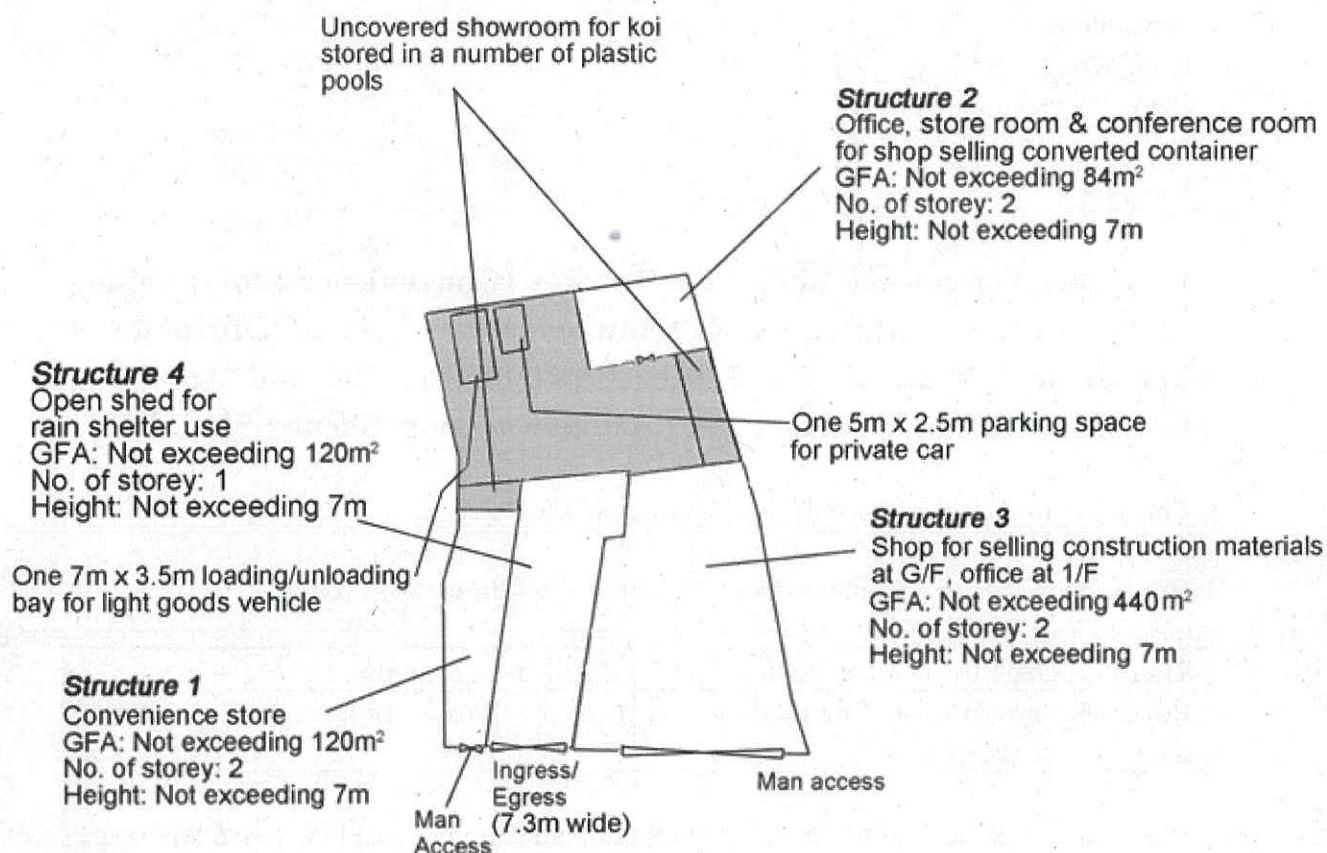 Uncovered showroom for koi
stored in a number of plastic
pools
Structure 2
Office, store room & conference room
for shop selling converted container
GFA: Not exceeding 84m²
No. of storey: 2
Height: Not exceeding 7m
Structure 4
Open shed for
rain shelter use
GFA: Not exceeding 120m²
No. of storey: 1
Height: Not exceeding 7m
One 5m x 2.5m parking space
for private car
One 7m x 3.5m loading/unloading
bay for light goods vehicle
Structure 3
Shop for selling construction materials
at G/F, office at 1/F
GFA: Not exceeding 440m²
No. of storey: 2
Height: Not exceeding 7m
Structure 1
Convenience store
GFA: Not exceeding 120m²
No. of storey: 2
Height: Not exceeding 7m
Man
Access
Ingress/
Egress
(7.3m wide)
Man access